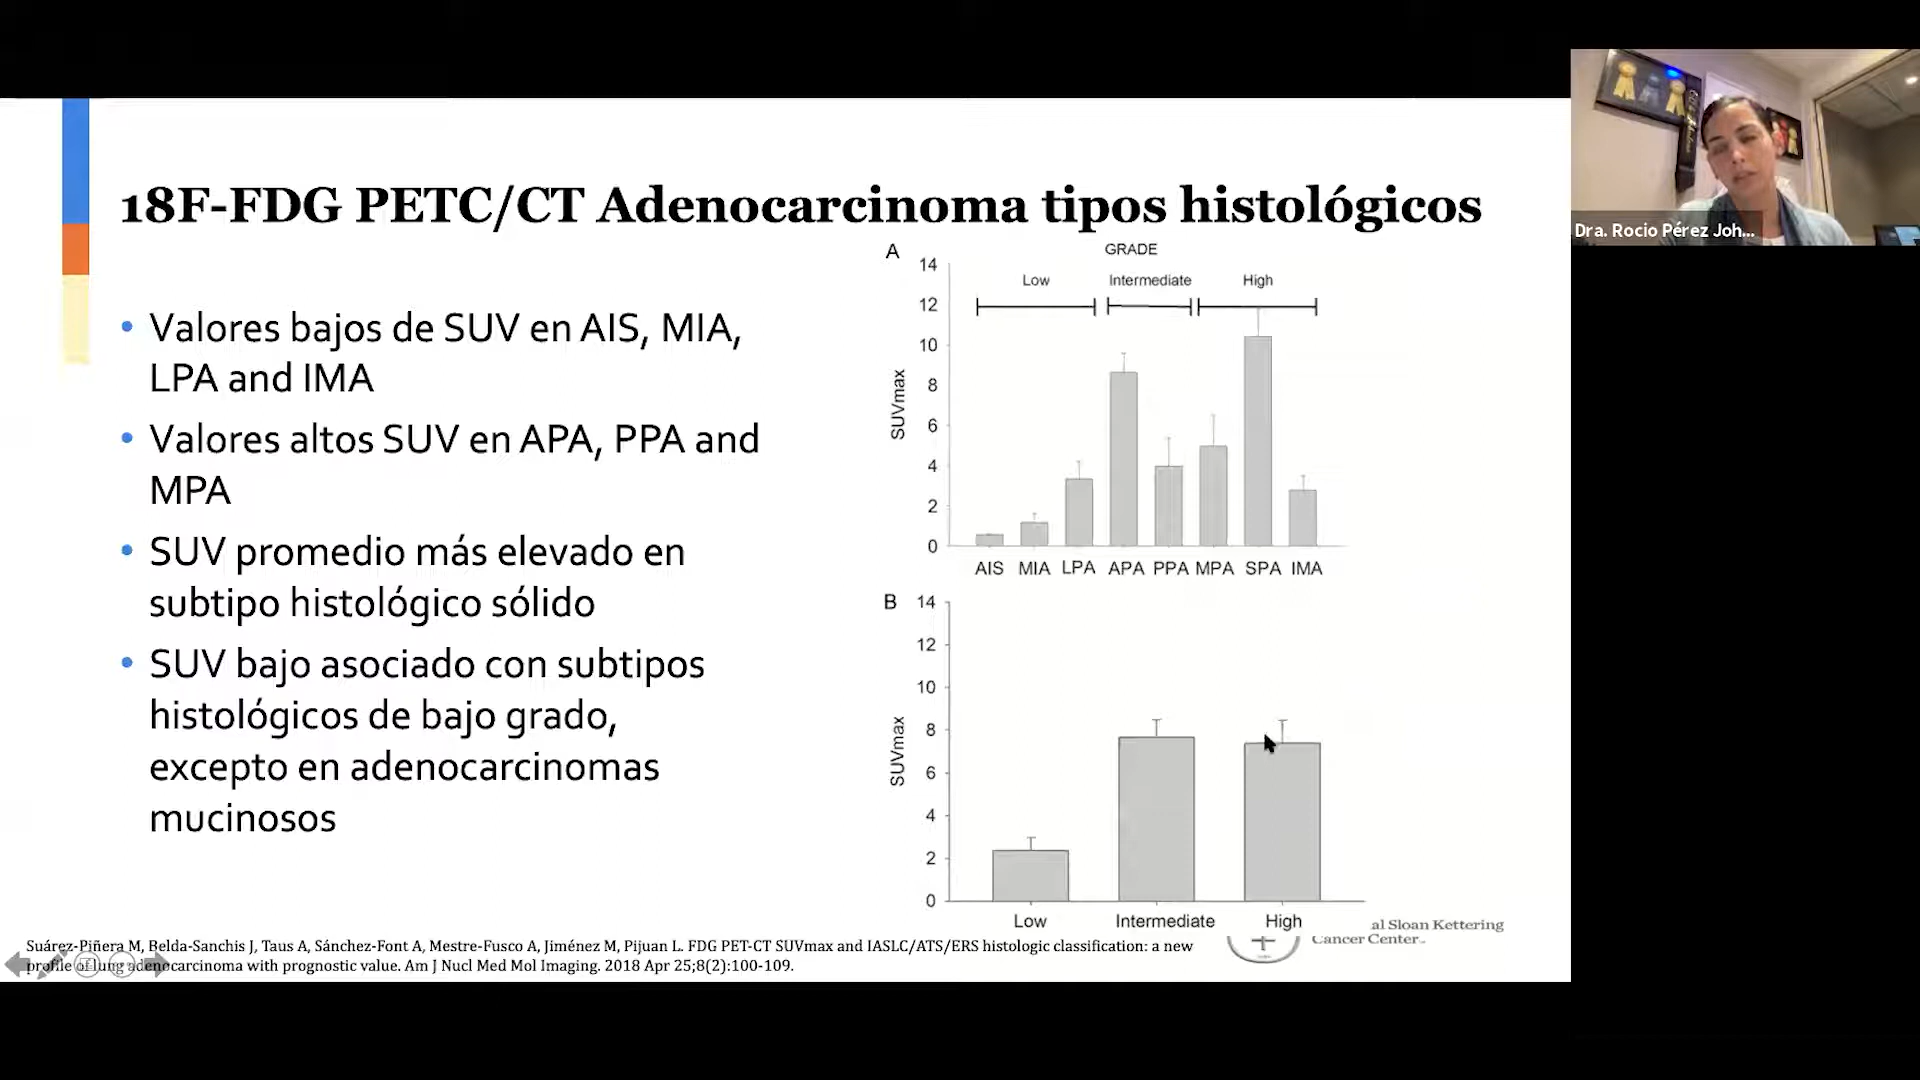 18F-FDG PETC/CT Adenocarcinoma tipos histológicos
• Valores bajos de SUV en AIS, MIA,
LPA and IMA
• Valores altos SUV en APA, PPA and
MPA
• SUV promedio más elevado en
subtipo histológico sólido
• SUV bajo asociado con subtipos
histológicos de bajo grado,
excepto en adenocarcinomas
mucinosos
A
GRADE
Low Intermediate High
SUVmax
14
12
10
8
6
4
2
0
AIS MIA LPA APA PPA MPA SPA IMA
B
SUVmax
14
12
10
8
6
4
2
0
Low Intermediate High
al Sloan Kettering
Cancer Center
Suárez-Piñera M, Belda-Sanchis J, Taus A, Sánchez-Font A, Mestre-Fusco A, Jiménez M, Pijuan L. FDG PET-CT SUVmax and IASLC/ATS/ERS histologic classification: a new
profile of lung adenocarcinoma with prognostic value. Am J Nucl Med Mol Imaging. 2018 Apr 25;8(2):100-109.
Dra. Rocio Pérez Joh...